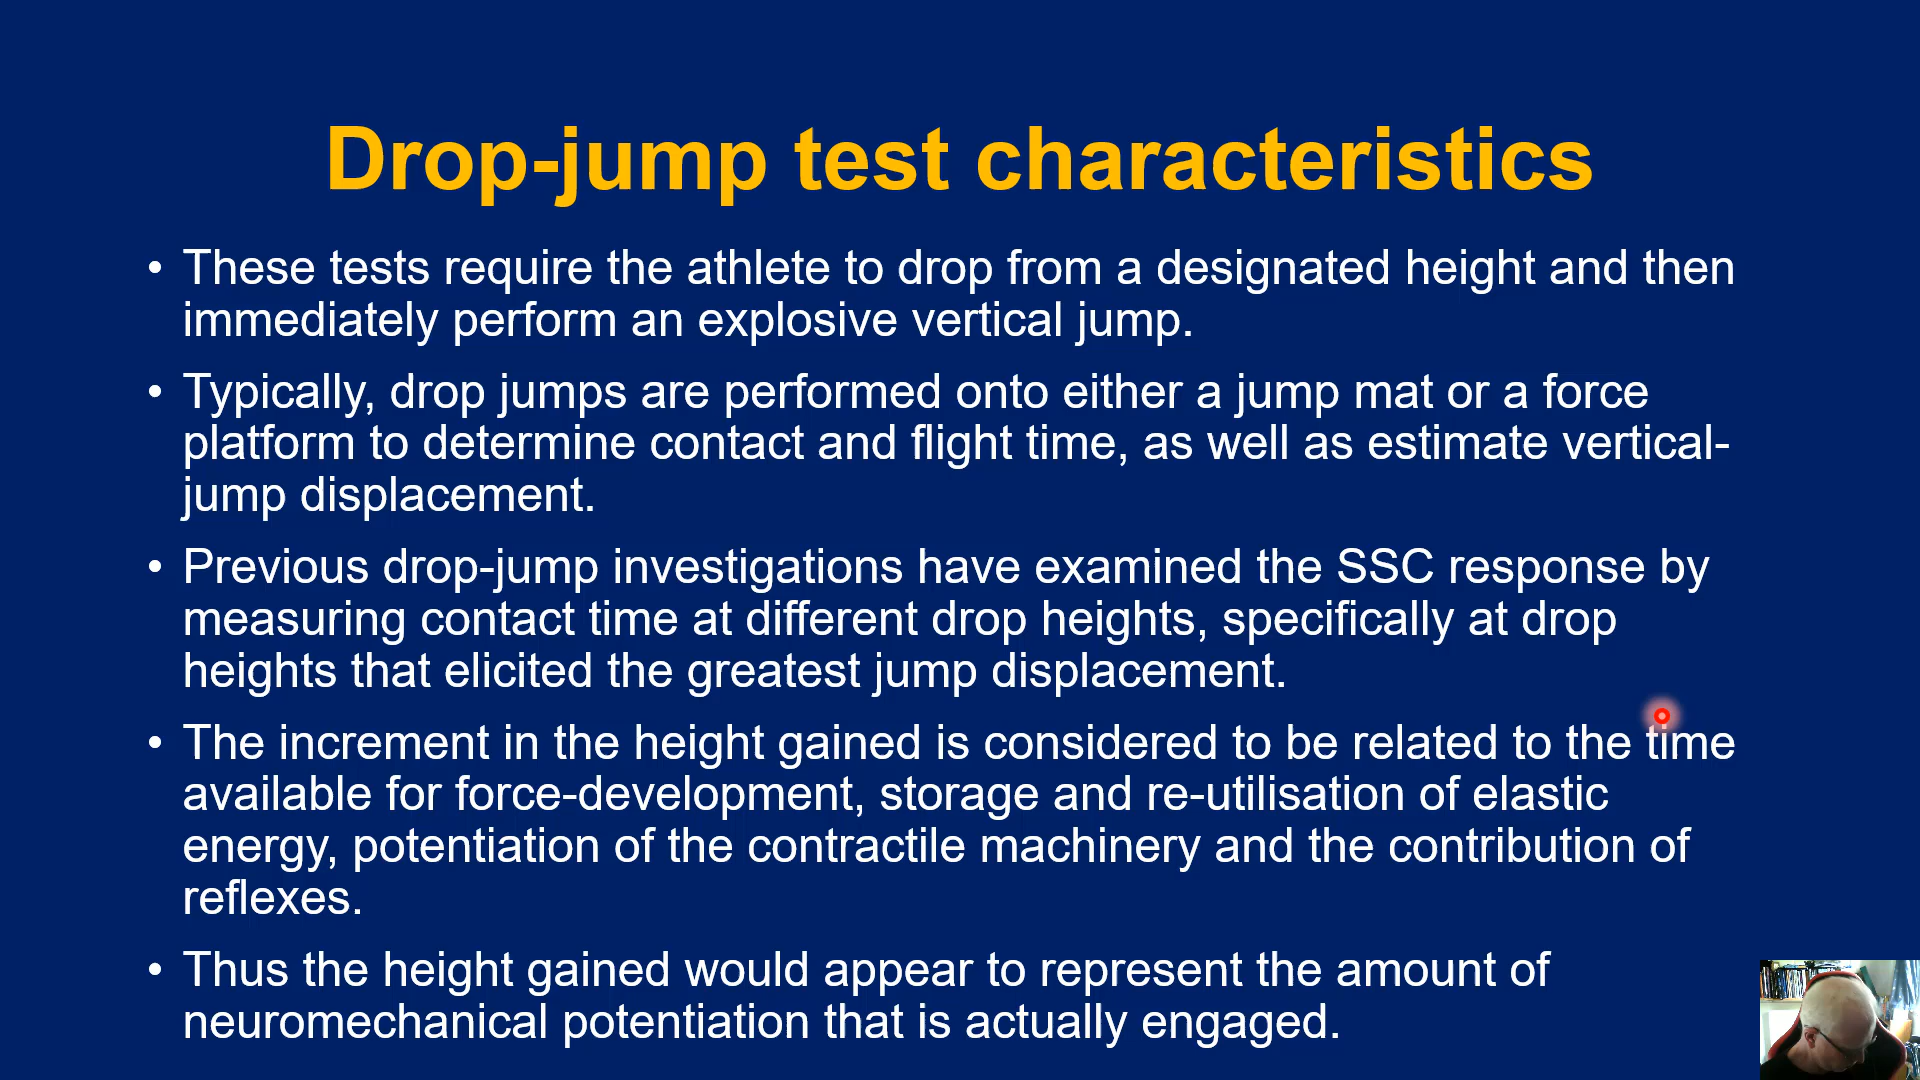 Drop-jump test characteristics
• These tests require the athlete to drop from a designated height and then
immediately perform an explosive vertical jump.
• Typically, drop jumps are performed onto either a jump mat or a force
platform to determine contact and flight time, as well as estimate vertical-
jump displacement.
• Previous drop-jump investigations have examined the SSC response by
measuring contact time at different drop heights, specifically at drop
heights that elicited the greatest jump displacement.
• The increment in the height gained is considered to be related to the time
available for force-development, storage and re-utilisation of elastic
energy, potentiation of the contractile machinery and the contribution of
reflexes.
• Thus the height gained would appear to represent the amount of
neuromechanical potentiation that is actually engaged.